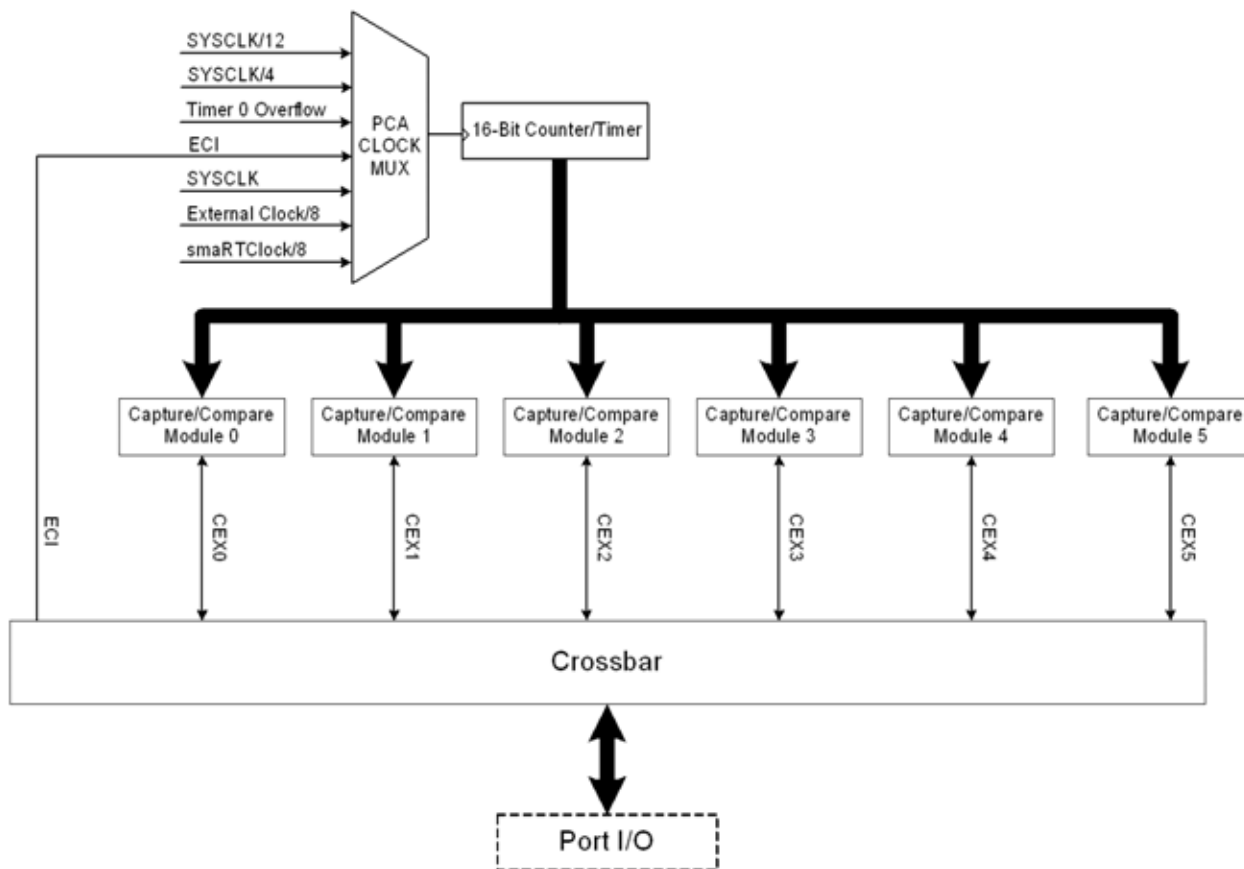 SYSCLK/12
SYSCLK/4
Timer 0 Overflow
ECI
SYSCLK
External Clock/8
smaRTClock/8
PCA
CLOCK
MUX
16-Bit Counter/Timer
Capture/Compare
Module 0
Capture/Compare
Module 1
Capture/Compare
Module 2
Capture/Compare
Module 3
Capture/Compare
Module 4
Capture/Compare
Module 5
ECI
CEX0
CEX1
CEX2
CEX3
CEX4
CEX5
Crossbar
Port I/O